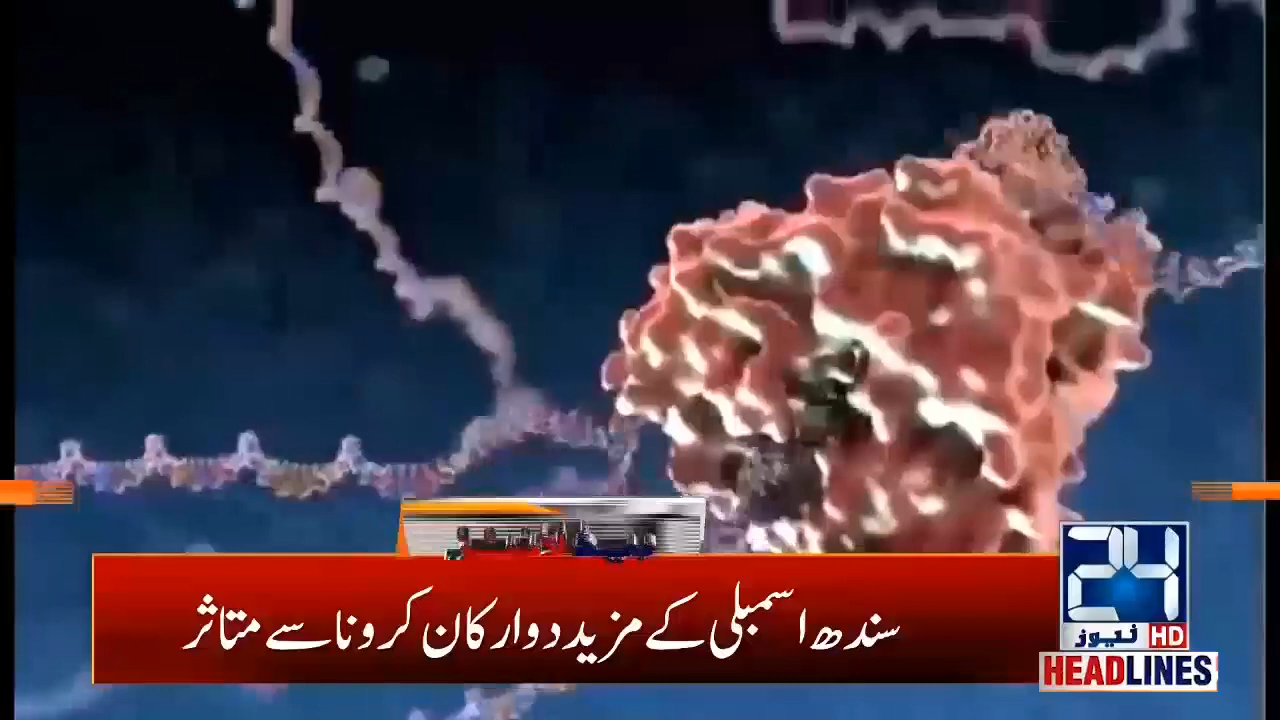 سندھ اسمبلی کے مزید دو ارکان کرونا سے متاثر
24
نیوز HD
HEADLINES